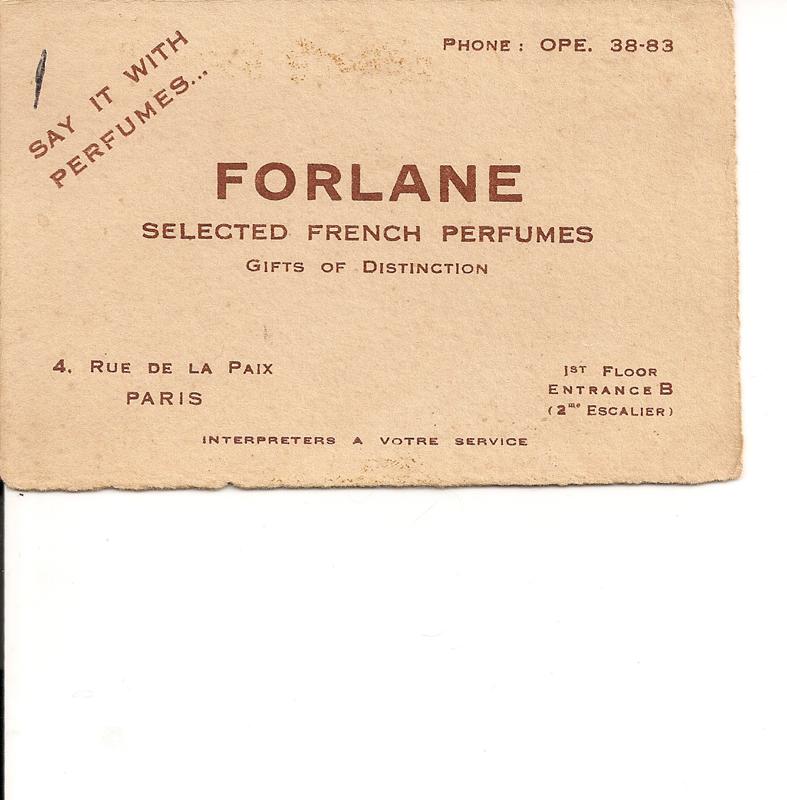 SAY IT WITH
PERFUMES...
PHONE: OPE. 38-83
FORLANE
SELECTED FRENCH PERFUMES
GIFTS OF DISTINCTION
4, RUE DE LA PAIX
PARIS
1ST FLOOR
ENTRANCE B
(2me ESCALIER)
INTERPRETERS A VOTRE SERVICE